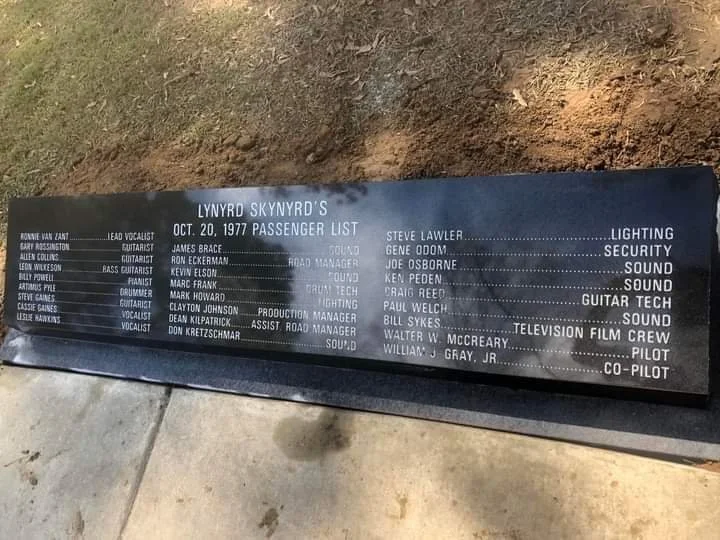 LYNYRD SKYNYRD'S
OCT. 20, 1977 PASSENGER LIST
RONNIE VAN ZANT LEAD VOCALIST
GARY ROSSINGTON GUITARIST
ALLEN COLLINS GUITARIST
LEON WILKESON BASS GUITARIST
BILLY POWELL PIANIST
ARTIMUS PYLE DRUMMER
STEVE GAINES GUITARIST
CASSIE GAINES VOCALIST
LESLIE HAWKINS VOCALIST
JAMES BRACE SOUND
RON ECKERMAN ROAD MANAGER
KEVIN ELSON SOUND
MARC FRANK DRUM TECH
MARK HOWARD LIGHTING
CLAYTON JOHNSON PRODUCTION MANAGER
DEAN KILPATRICK ASSIST. ROAD MANAGER
DON KRETZSCHMAR SOUND
STEVE LAWLER LIGHTING
GENE ODOM SECURITY
JOE OSBORNE SOUND
KEN PEDEN SOUND
CRAIG REED GUITAR TECH
PAUL WELCH SOUND
BILL SYKES TELEVISION FILM CREW
WALTER W. MCCREARY PILOT
WILLIAM J. GRAY, JR. CO-PILOT